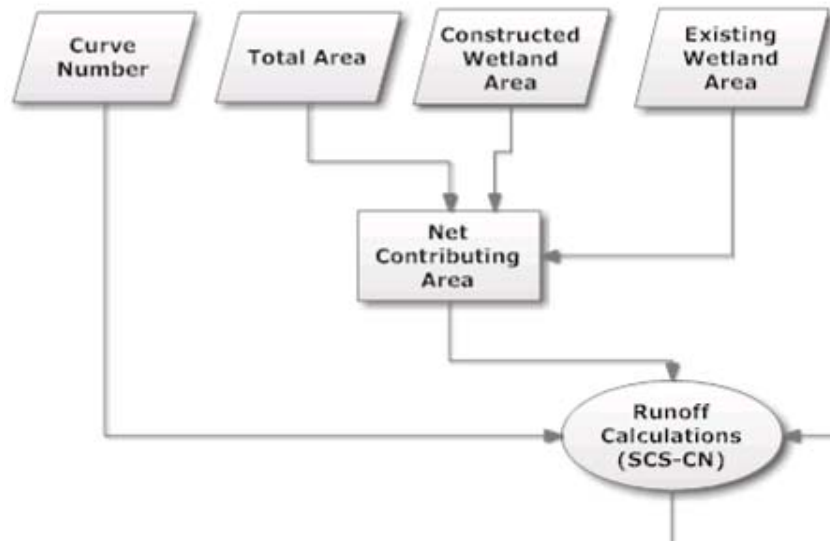 Curve
Number
Total Area
Constructed
Wetland
Area
Existing
Wetland
Area
Net
Contributing
Area
Runoff
Calculations
(SCS-CN)